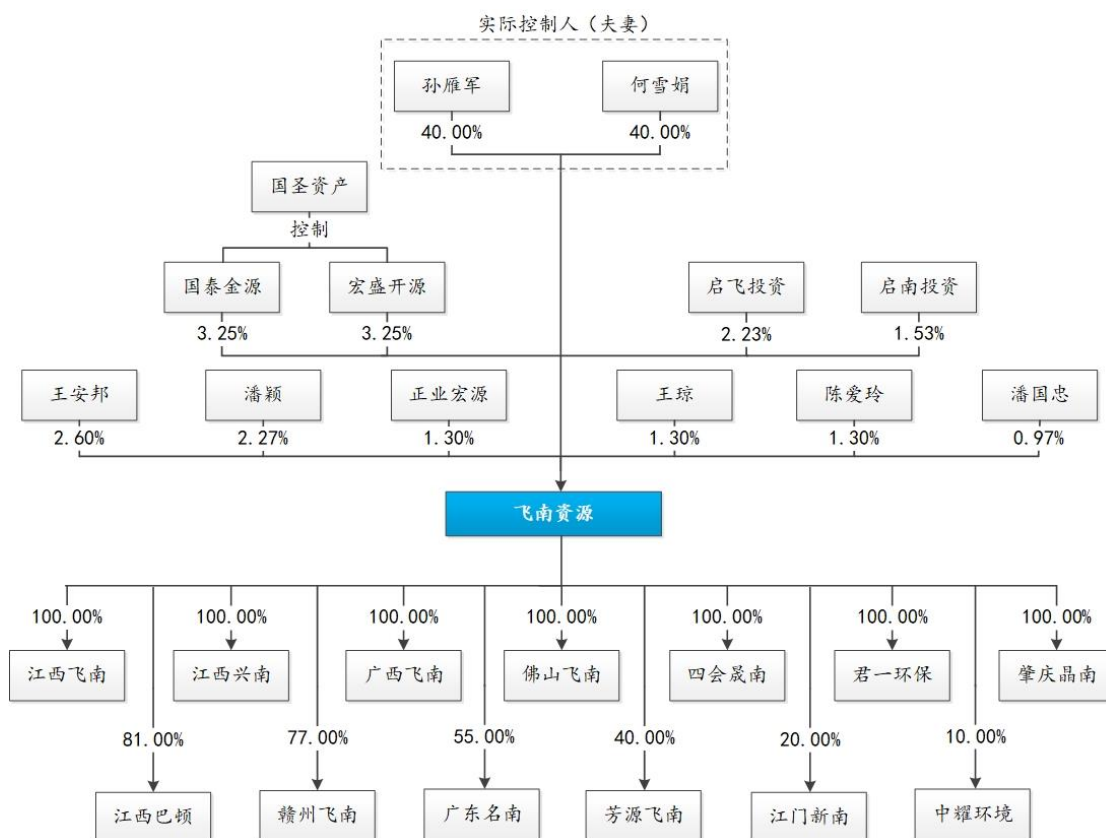 实际控制人（夫妻）
孙雁军 何雪娟
40.00% 40.00%
国圣资产
控制
国泰金源 宏盛开源 启飞投资 启南投资
3.25% 3.25% 2.23% 1.53%
王安邦 潘颖 正业宏源 王琼 陈爱玲 潘国忠
2.60% 2.27% 1.30% 1.30% 1.30% 0.97%
飞南资源
100.00% 100.00% 100.00% 100.00% 100.00% 100.00% 100.00%
江西飞南 江西兴南 广西飞南 佛山飞南 四会晟南 君一环保 肇庆晶南
81.00% 77.00% 55.00% 40.00% 20.00% 10.00%
江西巴顿 赣州飞南 广东名南 芳源飞南 江门新南 中耀环境